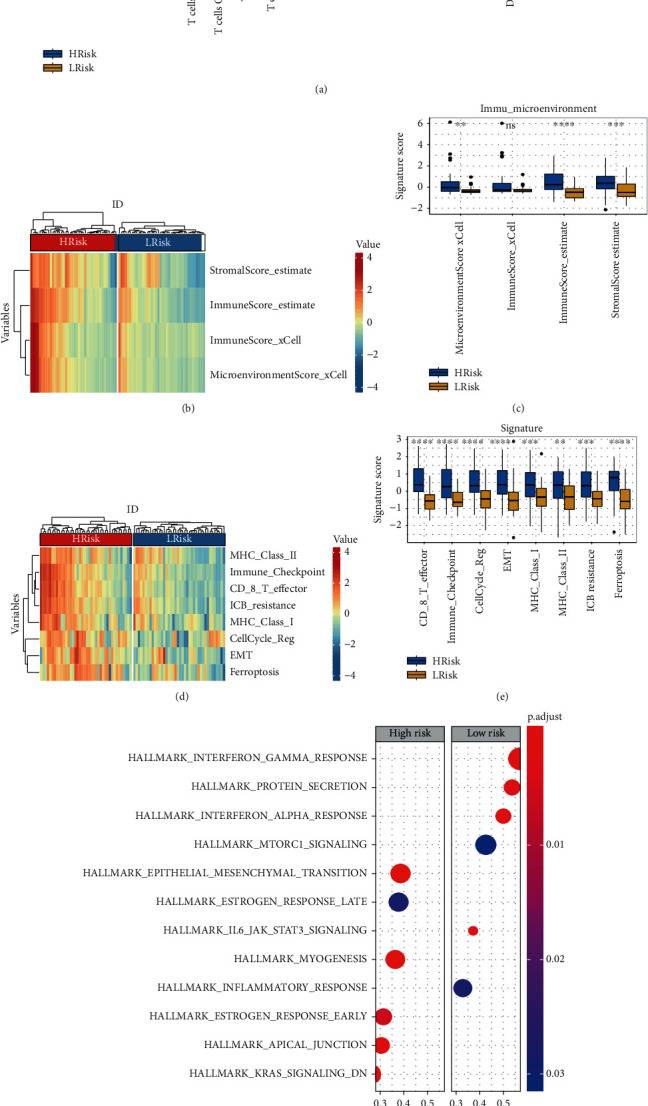 T cells
T cells
T c
D
HRisk
LRisk
(a)
ID
HRisk
LRisk
Variables
StromalScore_estimate
ImmuneScore_estimate
ImmuneScore_xCell
MicroenvironmentScore_xCell
Value
4
2
0
−2
−4
(b)
Immu_microenvironment
Signature score
6
4
2
0
−2
**
ns
****
***
MicroenvironmentScore xCell
ImmuneScore_xCell
ImmuneScore_estimate
StromalScore estimate
HRisk
LRisk
(c)
ID
HRisk
LRisk
Variables
MHC_Class_II
Immune_Checkpoint
CD_8_T_effector
ICB_resistance
MHC_Class_I
CellCycle_Reg
EMT
Ferroptosis
Value
4
2
0
−2
−4
(d)
Signature
Signature score
3
2
1
0
−1
−2
CD_8_T_effector
Immune_Checkpoint
CellCycle_Reg
EMT
MHC_Class_I
MHC_Class_II
ICB resistance
Ferroptosis
HRisk
LRisk
(e)
High risk
Low risk
HALLMARK_INTERFERON_GAMMA_RESPONSE
HALLMARK_PROTEIN_SECRETION
HALLMARK_INTERFERON_ALPHA_RESPONSE
HALLMARK_MTORC1_SIGNALING
HALLMARK_EPITHELIAL_MESENCHYMAL_TRANSITION
HALLMARK_ESTROGEN_RESPONSE_LATE
HALLMARK_IL6_JAK_STAT3_SIGNALING
HALLMARK_MYOGENESIS
HALLMARK_INFLAMMATORY_RESPONSE
HALLMARK_ESTROGEN_RESPONSE_EARLY
HALLMARK_APICAL_JUNCTION
HALLMARK_KRAS_SIGNALING_DN
0.3 0.4 0.5
0.3 0.4 0.5
p.adjust
0.01
0.02
0.03